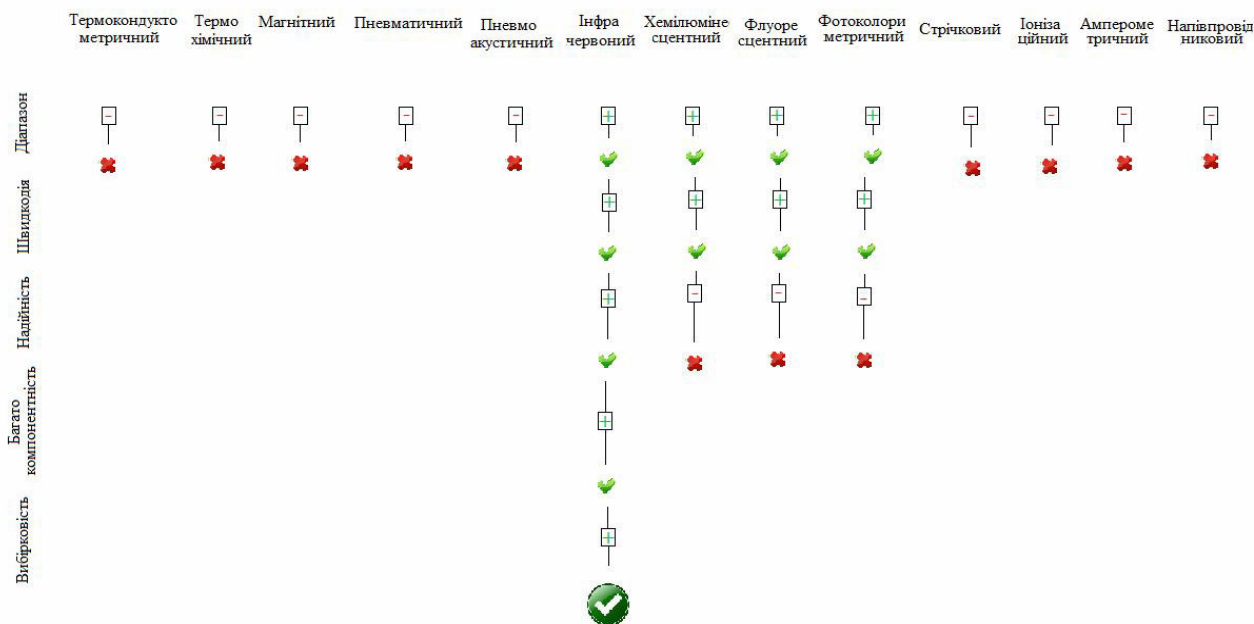 Термокондукто
метричний
Термо
хімічний
Магнітний
Пневматичний
Пневмо
акустичний
Інфра
червоний
Хемілюміне
сцентний
Флуоре
сцентний
Фотоколори
метричний
Стрічковий
Іоніза
ційний
Ампероме
тричний
Напівпровід
никовий
Діапазон
Швидкодія
Надійність
Багато
компонентність
Вибірковість